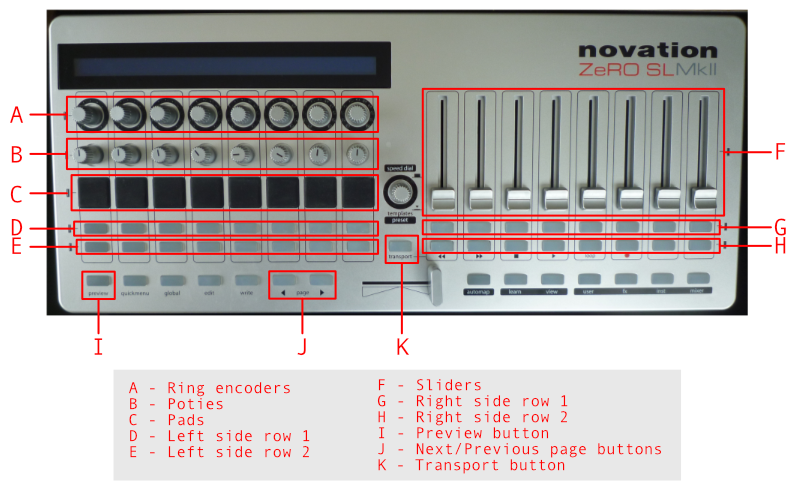 novation
ZeRO SLMkII
A
B
C
D
E
F
G
H
speed dial
templates
preset
transport
preview
quickmenu
global
edit
write
page
automap
learn
view
user
fx
inst
mixer
I
J
K
A - Ring encoders
B - Poties
C - Pads
D - Left side row 1
E - Left side row 2
F - Sliders
G - Right side row 1
H - Right side row 2
I - Preview button
J - Next/Previous page buttons
K - Transport button